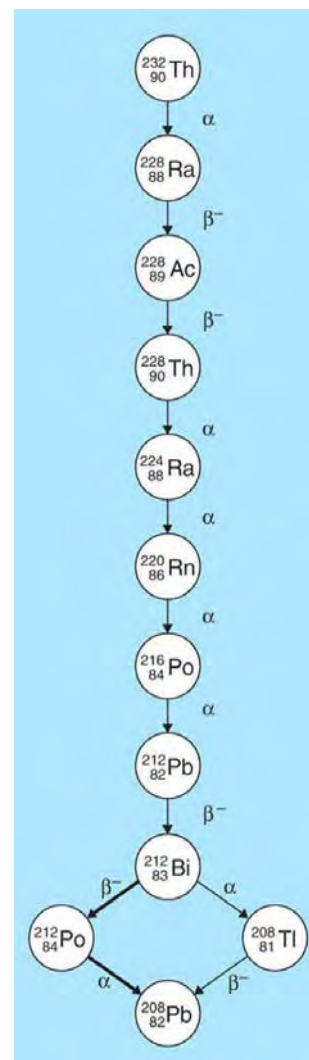 232
90 Th
α
228
88 Ra
β−
228
89 Ac
β−
228
90 Th
α
224
88 Ra
α
220
86 Rn
α
216
84 Po
α
212
82 Pb
β−
212
83 Bi
β− α
212
84 Po
208
81 Tl
α β−
208
82 Pb